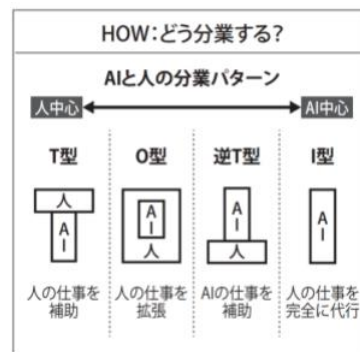 HOW：どう分業する？
AIと人の分業パターン
人中心
AI中心
T型
O型
逆T型
I型
人
AI
AI
人
AI
人
AI
人の仕事を
補助
人の仕事を
拡張
AIの仕事を
補助
人の仕事を
完全に代行